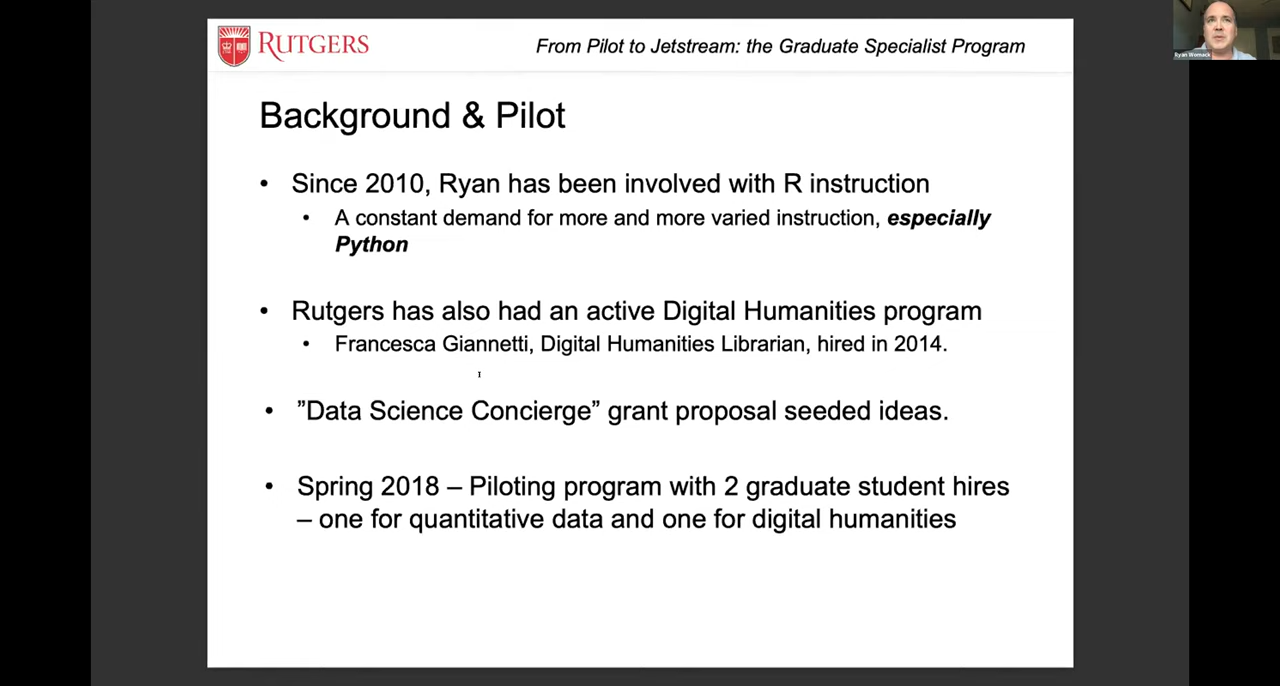 RUTGERS
From Pilot to Jetstream: the Graduate Specialist Program
Ryan Womack
Background & Pilot
• Since 2010, Ryan has been involved with R instruction
• A constant demand for more and more varied instruction, especially
Python
• Rutgers has also had an active Digital Humanities program
• Francesca Giannetti, Digital Humanities Librarian, hired in 2014.
• ”Data Science Concierge” grant proposal seeded ideas.
• Spring 2018 – Piloting program with 2 graduate student hires
– one for quantitative data and one for digital humanities